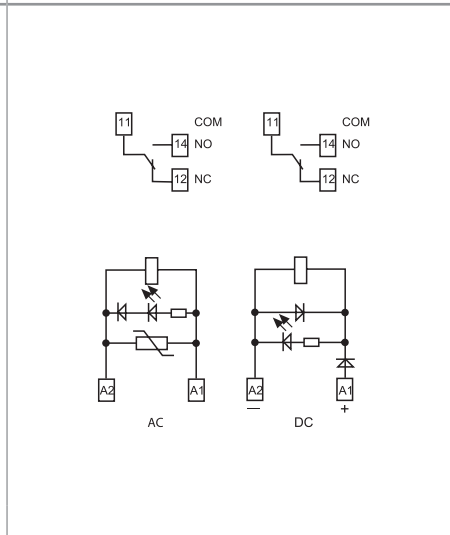 11 COM 11 COM
14 NO 14 NO
12 NC 12 NC
A2 A1 A2 A1
— +
AC DC